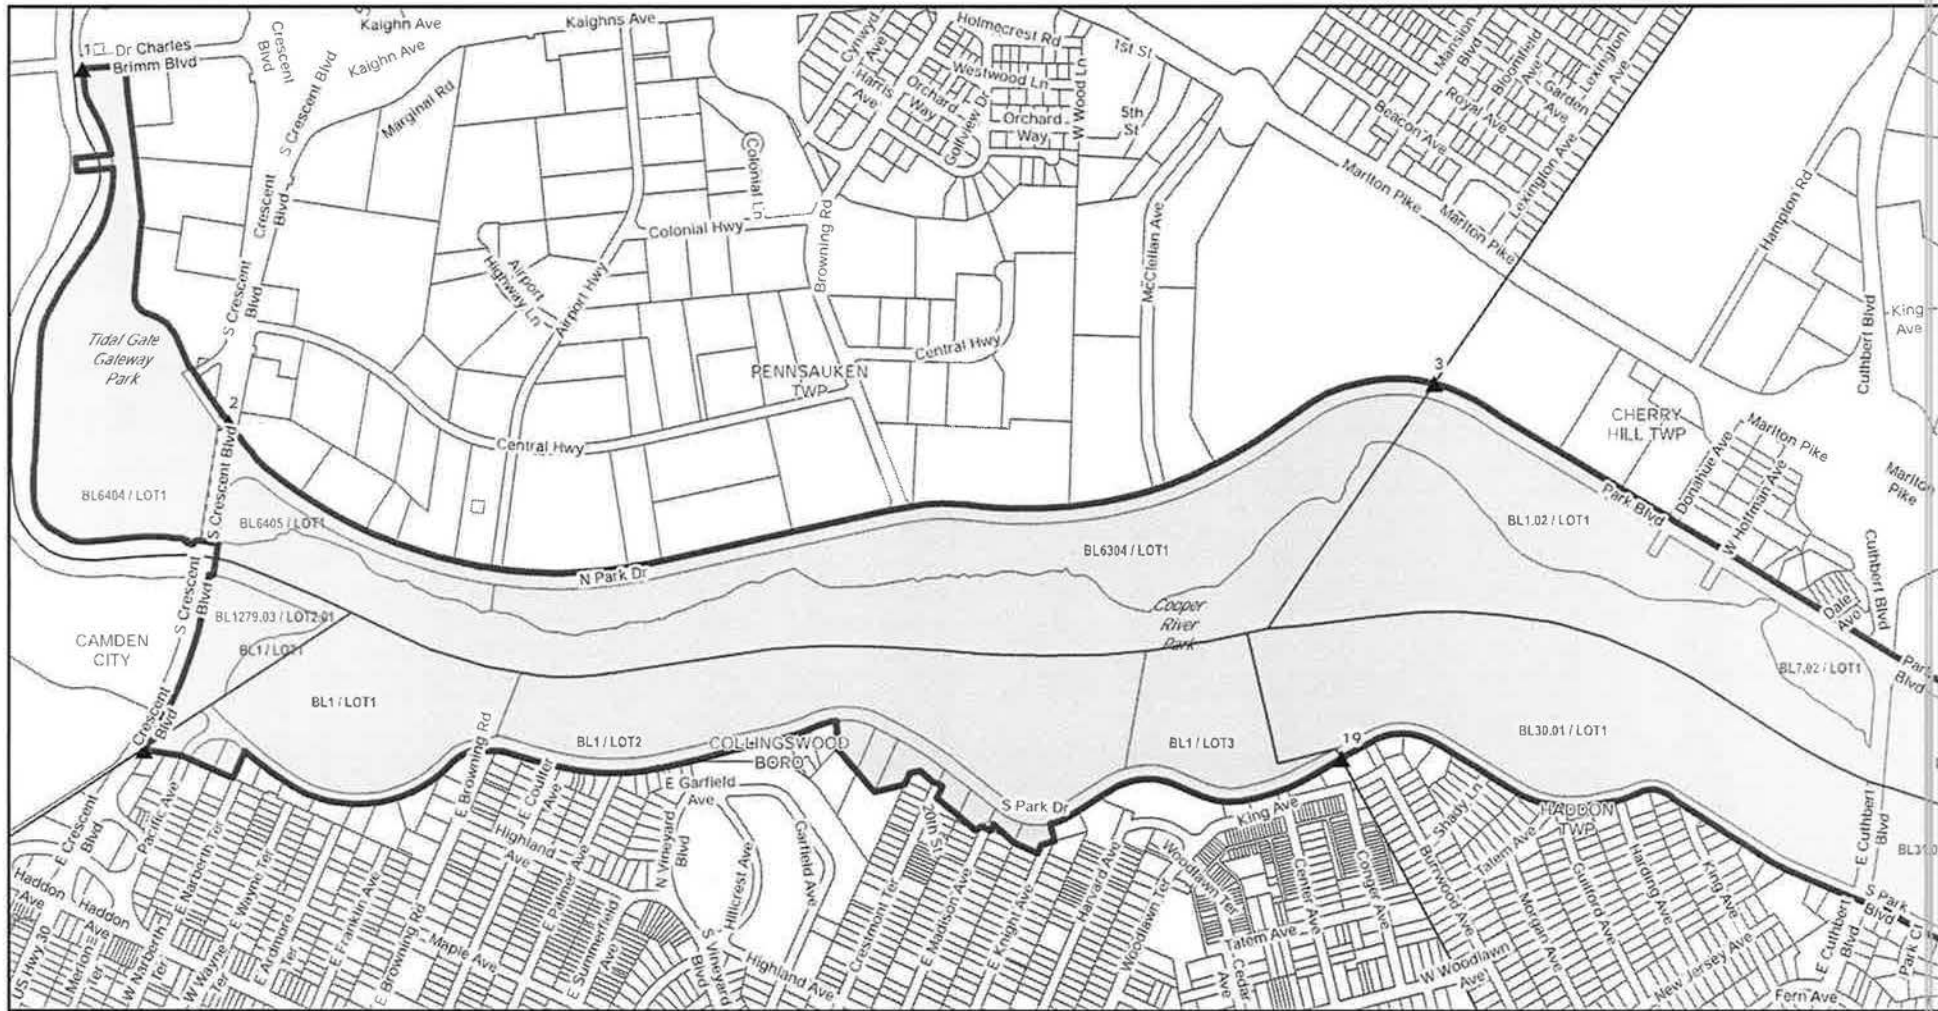 Kaighn Ave
Kaighns Ave
Kaighn Ave
Crescent
Blvd
S Crescent Blvd
1
Dr Charles
Brimm Blvd
Marginal Rd
Cynwyd
Ave
Harris
Ave
Orchard
Way
Holmecrest Rd
Westwood Ln
Golfview Dr
Orchard
Way
W Wood Ln
1st St
5th
St
Mansion
Blvd
Bloomfield
Ave
Lexington
Ave
Garden
Ave
Royal Ave
Beacon Ave
Lexington Ave
Marlton Pike
Marlton Pike
Hampton Rd
Cuthbert Blvd
King
Ave
Crescent
Blvd
S Crescent
Blvd
Colonial Ln
Colonial Hwy
Browning Rd
McClellan Ave
Airport
Highway Ln
Airport Hwy
Central Hwy
Tidal Gate
Gateway
Park
PENNSAUKEN
TWP
2
3
CHERRY
HILL TWP
Marlton Pike
Marlton
Pike
Donahue Ave
W Hoffman Ave
Central Hwy
S Crescent Blvd
BL6404 / LOT1
BL6405 / LOT1
BL6304 / LOT1
BL1.02 / LOT1
Park Blvd
Cuthbert Blvd
Dale
Ave
N Park Dr
S Crescent
Blvd
BL1279.03 / LOT2.01
CAMDEN
CITY
BL1 / LOT1
BL1 / LOT1
Cooper
River
Park
BL7.02 / LOT1
Park
Blvd
Crescent
Blvd
E Browning Rd
BL1 / LOT2
COLLINGSWOOD
BORO
BL1 / LOT3
19
BL30.01 / LOT1
E Crescent
Blvd
Pacific Ave
E Coulter
Ave
E Garfield
Ave
S Park Dr
King Ave
Shady Ln
HADDON
TWP
E Cuthbert
Blvd
Haddon
Ave
Haddon
Ave
US Hwy 30
Merion
Ter
W Narberth
Ter
E Narberth Ter
W Wayne
Ter
E Wayne Ter
E Ardmore
Ter
E Franklin Ave
E Browning Rd
Highland
Ave
Maple Ave
E Palmer Ave
E Summerfield
Ave
N Vineyard
Blvd
S Vineyard
Blvd
Hillcrest Ave
Garfield Ave
Highland Ave
20th St
Crestmont Ter
E Madison Ave
E Knight Ave
Harvard Ave
Woodlawn Ter
Woodlawn Ter
Center Ave
Conger Ave
Tatem Ave
Cedar
Ave
Burrwood Ave
Tatem Ave
Morgan Ave
Guilford Ave
Harding Ave
King Ave
W Woodlawn
Ave
New Jersey Ave
S Park
Blvd
E Cuthbert
Blvd
Park
Fern Ave